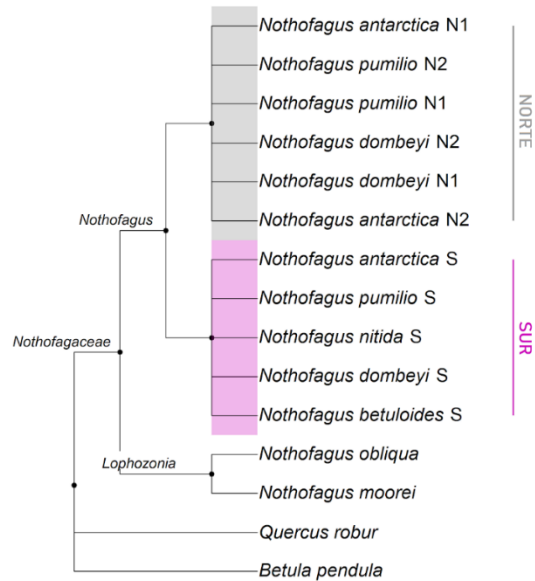 Nothofagus antarctica N1
Nothofagus pumilio N2
Nothofagus pumilio N1
Nothofagus dombeyi N2
Nothofagus dombeyi N1
Nothofagus antarctica N2
NORTE
Nothofagus
Nothofagus antarctica S
Nothofagus pumilio S
Nothofagus nitida S
Nothofagus dombeyi S
Nothofagus betuloides S
SUR
Nothofagaceae
Lophozonia
Nothofagus obliqua
Nothofagus moorei
Quercus robur
Betula pendula